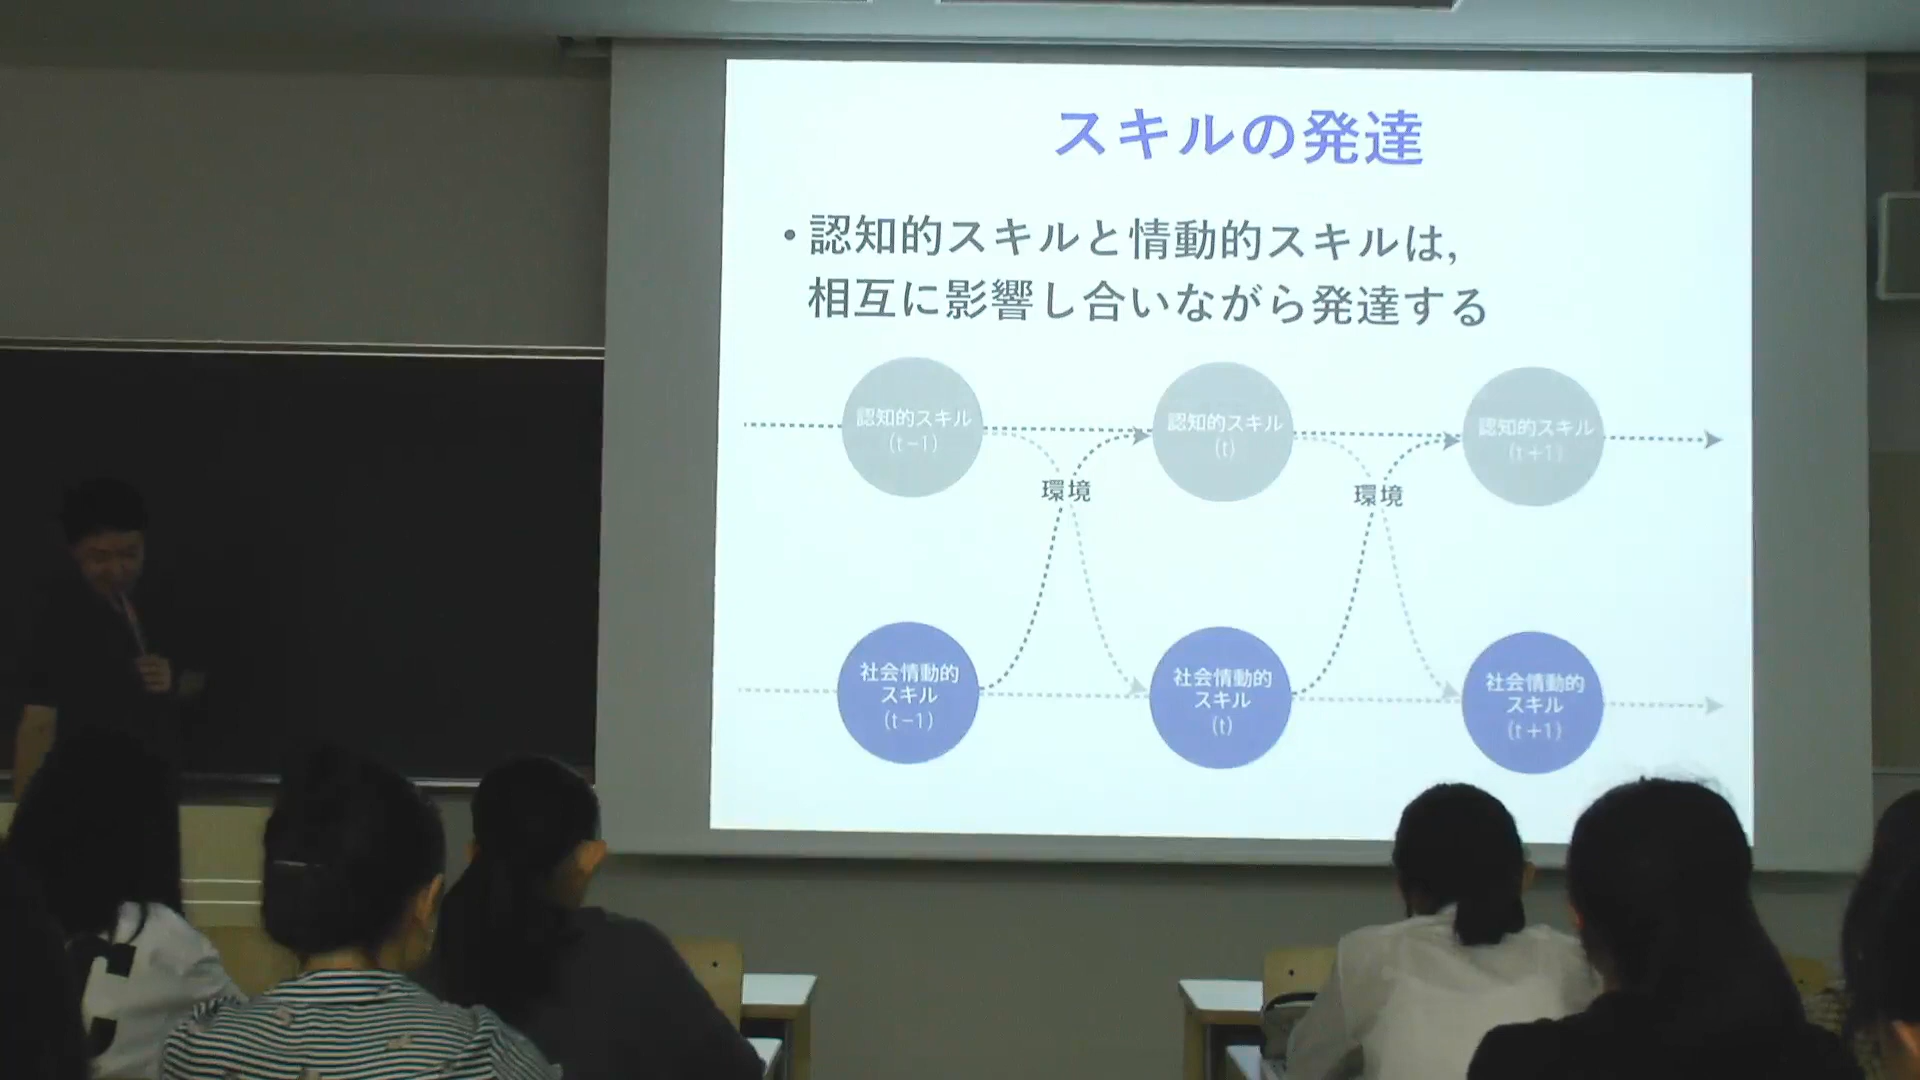 スキルの発達
・認知的スキルと情動的スキルは,
相互に影響し合いながら発達する
認知的スキル
(t−1)
認知的スキル
(t)
認知的スキル
(t+1)
環境
環境
社会情動的
スキル
(t−1)
社会情動的
スキル
(t)
社会情動的
スキル
(t+1)